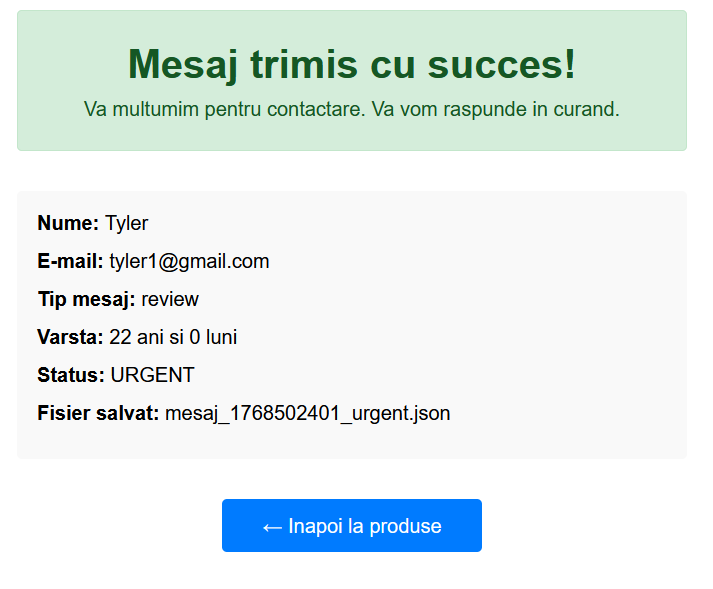 Mesaj trimis cu succes!
Va multumim pentru contactare. Va vom raspunde in curand.
Nume: Tyler
E-mail: tyler1@gmail.com
Tip mesaj: review
Varsta: 22 ani si 0 luni
Status: URGENT
Fisier salvat: mesaj_1768502401_urgent.json
← Inapoi la produse